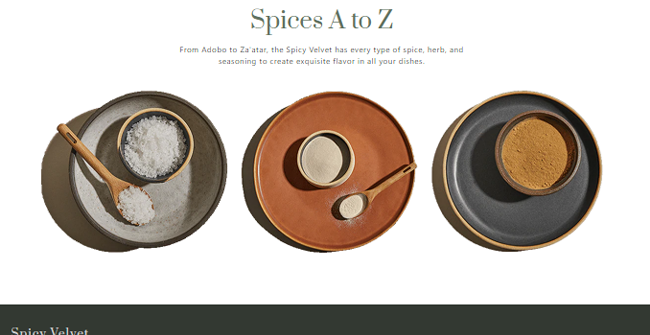 Spices A to Z
From Adobo to Za'atar, the Spicy Velvet has every type of spice, herb, and
seasoning to create exquisite flavor in all your dishes.
Spicy Velvet